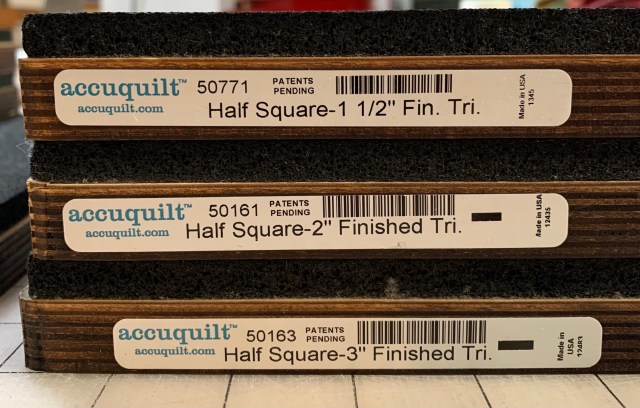 accuquilt™ 50771 PATENTS PENDING
accuquilt.com Half Square-1 1/2" Fin. Tri.
Made in USA
1345
accuquilt™ 50161 PATENTS PENDING
accuquilt.com Half Square-2" Finished Tri.
Made in USA
12435
accuquilt™ 50163 PATENTS PENDING
accuquilt.com Half Square-3" Finished Tri.
Made in
USA
12483